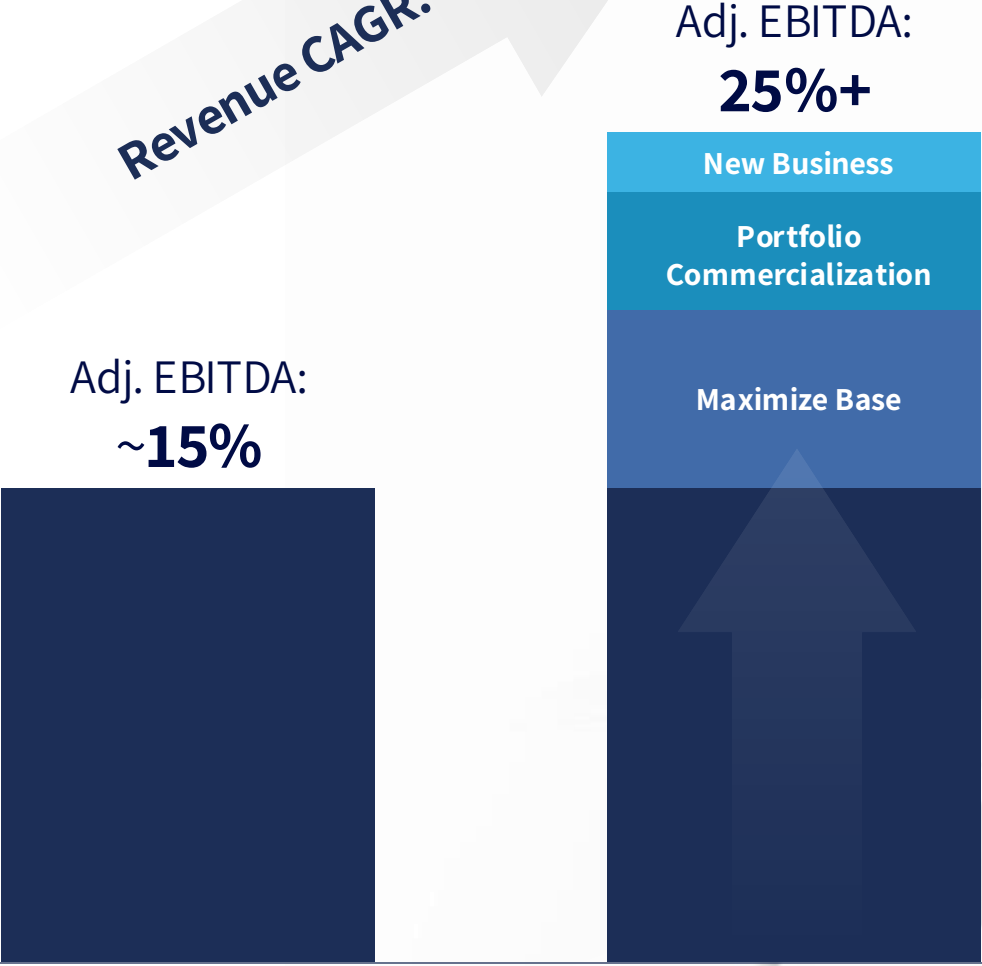 Revenue CAGR:
Adj. EBITDA:
25%+
New Business
Portfolio
Commercialization
Maximize Base
Adj. EBITDA:
~15%